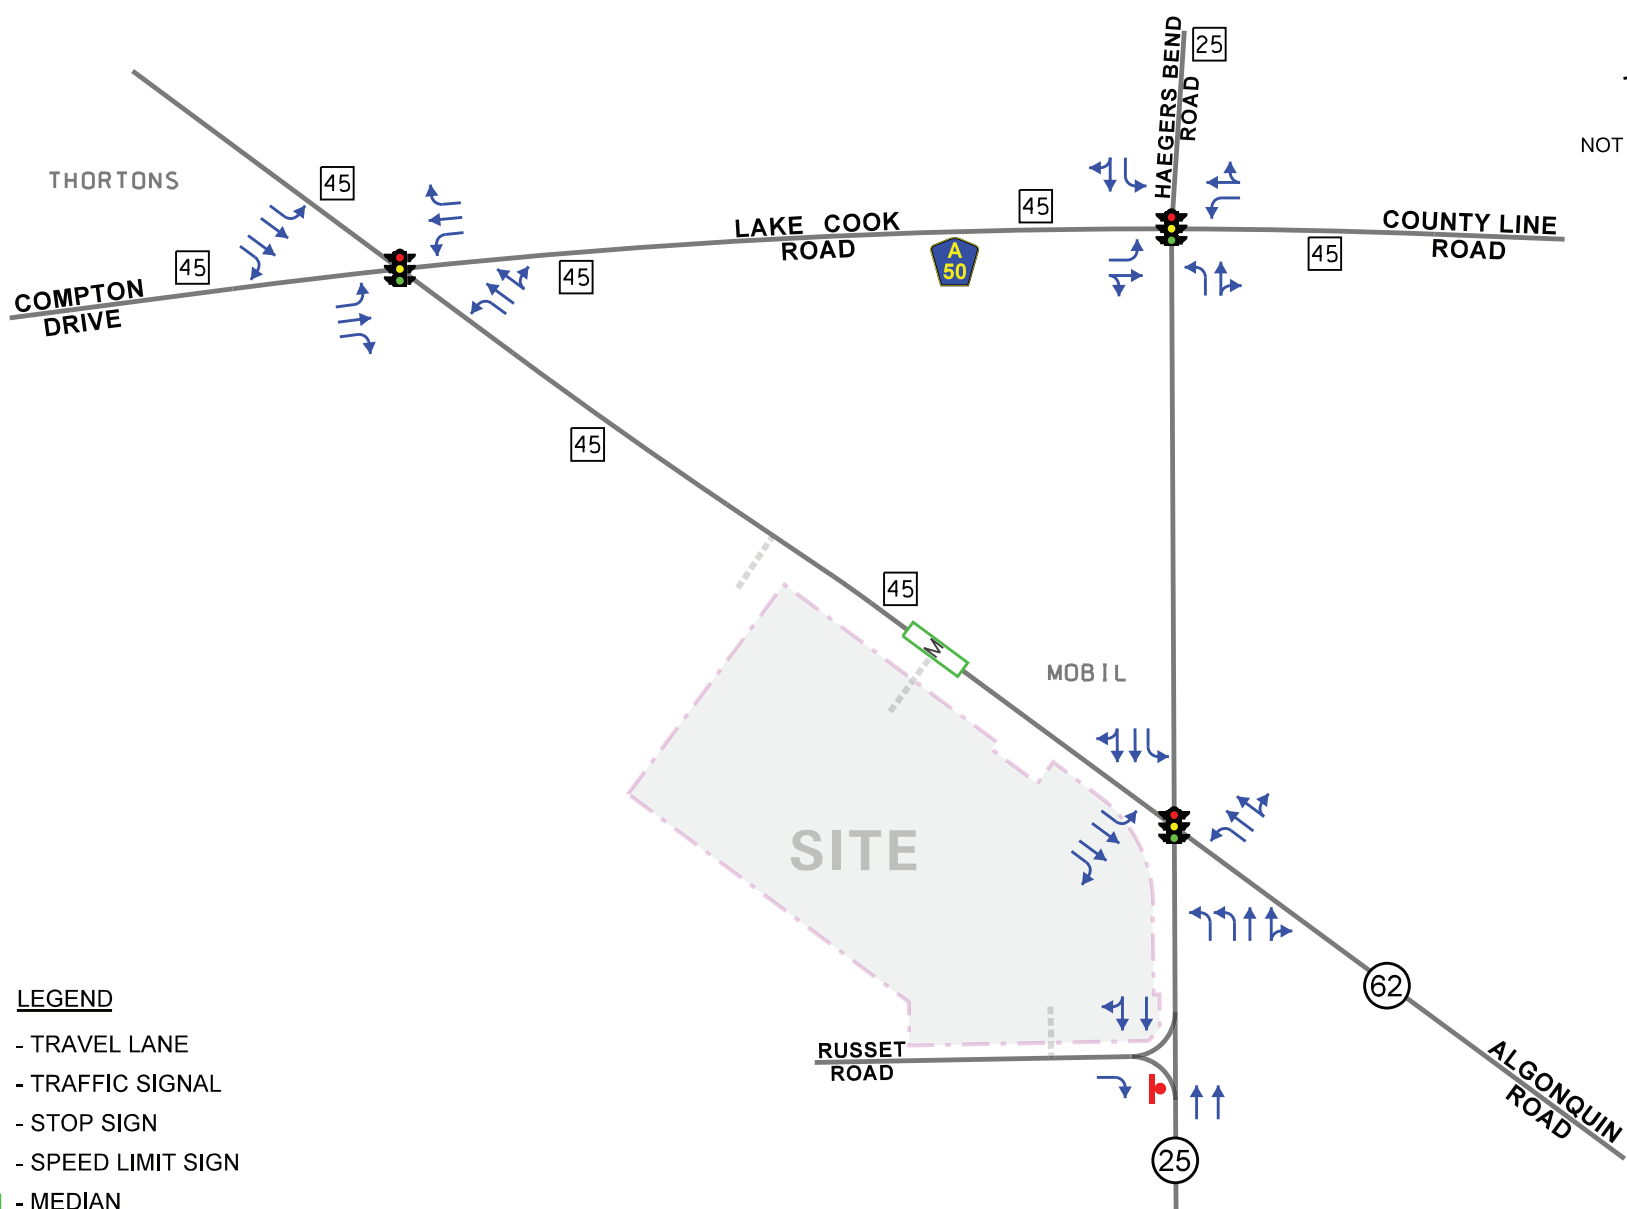 HAEGERS BEND
ROAD
25
NOT
THORTONS
45
45
45
LAKE COOK
ROAD
45
A
50
COUNTY LINE
ROAD
45
COMPTON
DRIVE
45
45
M
MOBIL
SITE
62
ALGONQUIN
ROAD
RUSSET
ROAD
25
LEGEND
- TRAVEL LANE
- TRAFFIC SIGNAL
- STOP SIGN
- SPEED LIMIT SIGN
- MEDIAN